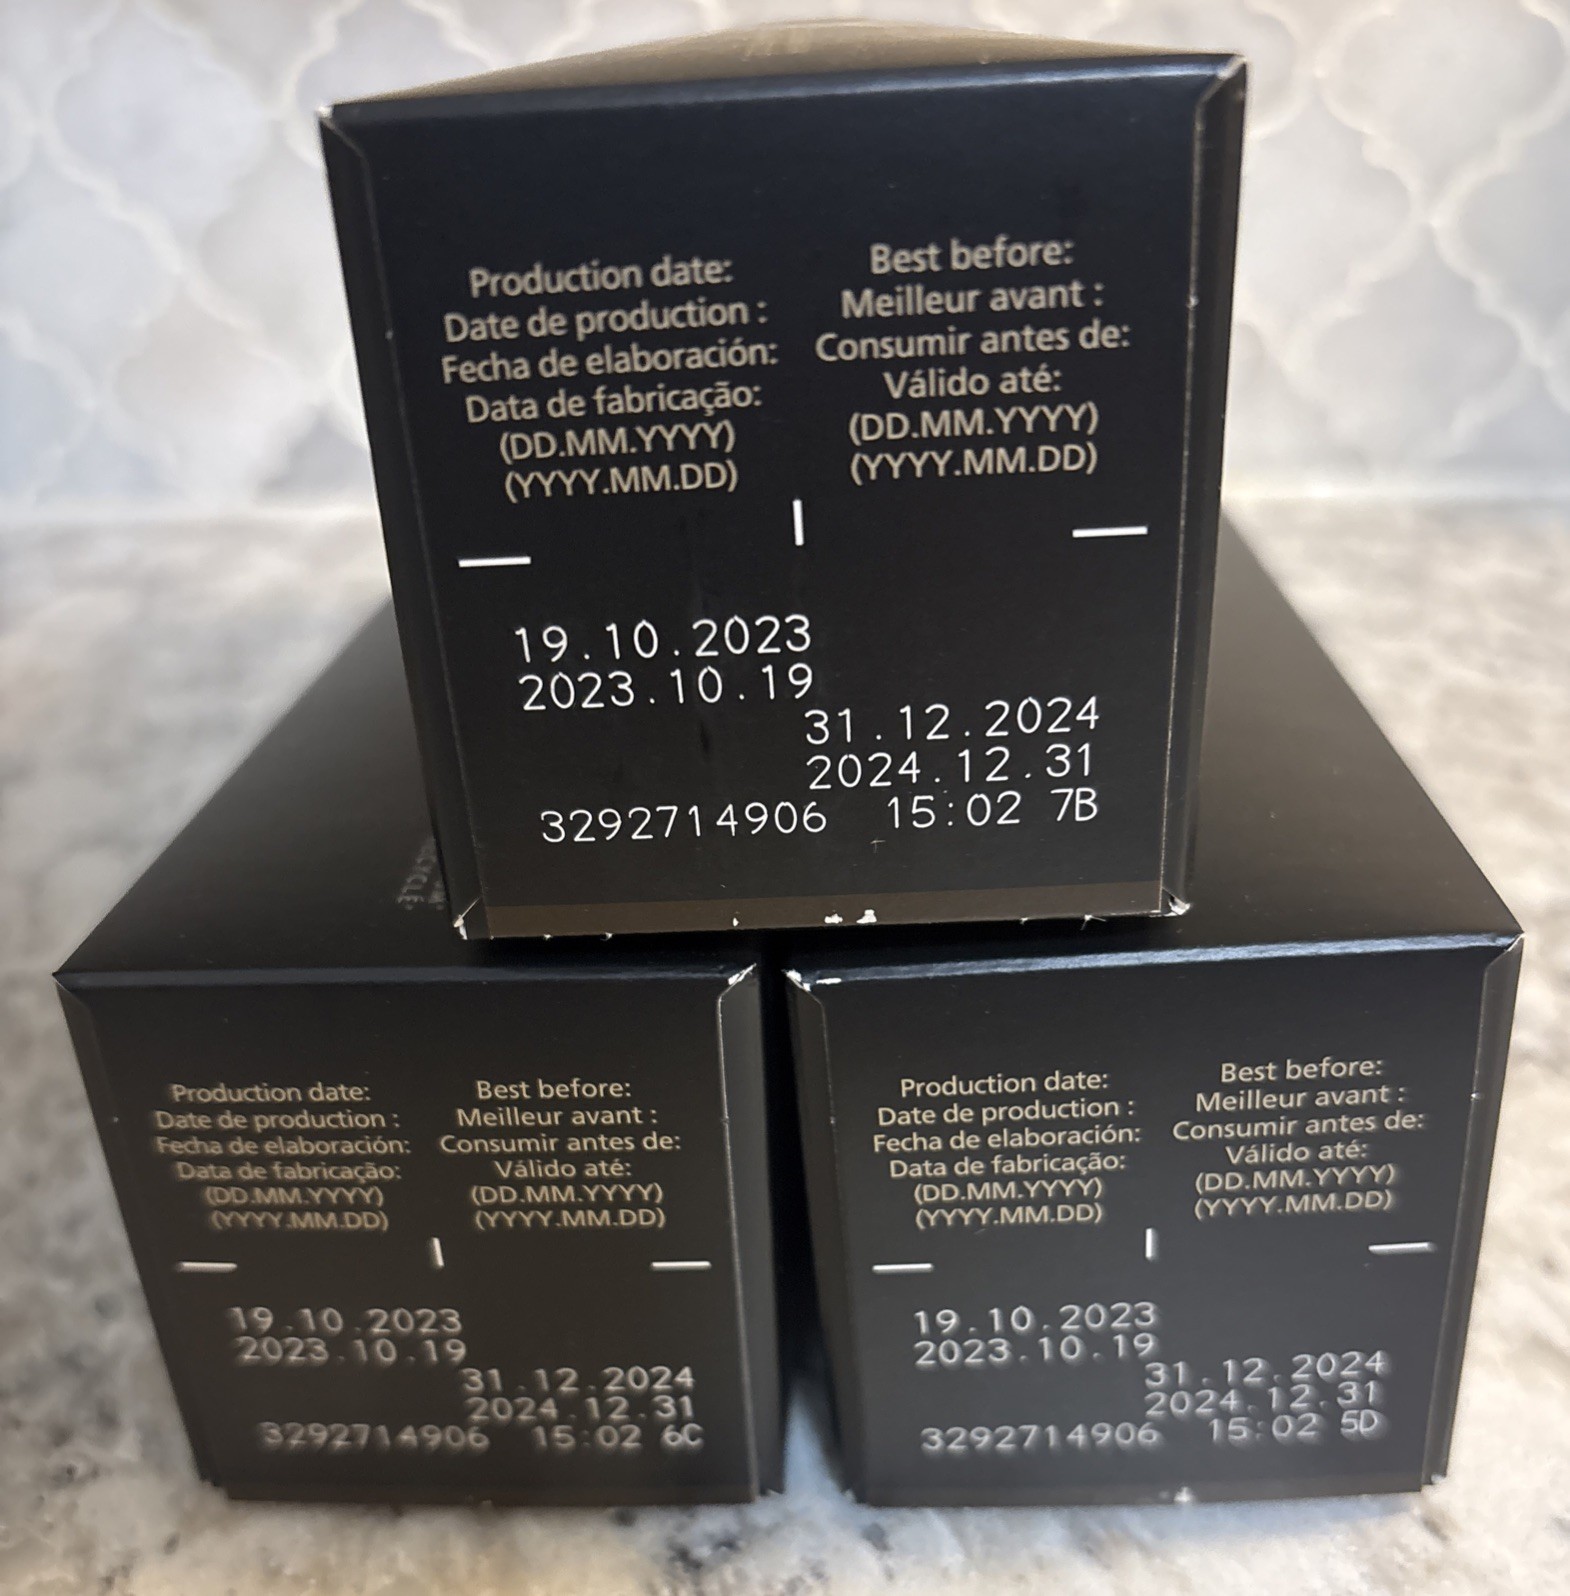 Production date:
Date de production :
Fecha de elaboración:
Data de fabricação:
(DD.MM.YYYY)
(YYYY.MM.DD)
Best before:
Meilleur avant :
Consumir antes de:
Válido até:
(DD.MM.YYYY)
(YYYY.MM.DD)
19.10.2023
2023.10.19
31.12.2024
2024.12.31
3292714906 15:02 7B
Production date:
Date de production :
Fecha de elaboración:
Data de fabricação:
(DD.MM.YYYY)
(YYYY.MM.DD)
Best before:
Meilleur avant :
Consumir antes de:
Válido até:
(DD.MM.YYYY)
(YYYY.MM.DD)
19.10.2023
2023.10.19
31.12.2024
2024.12.31
3292714906 15:02 6C
Production date:
Date de production :
Fecha de elaboración:
Data de fabricação:
(DD.MM.YYYY)
(YYYY.MM.DD)
Best before:
Meilleur avant :
Consumir antes de:
Válido até:
(DD.MM.YYYY)
(YYYY.MM.DD)
19.10.2023
2023.10.19
31.12.2024
2024.12.31
3292714906 15:02 5D